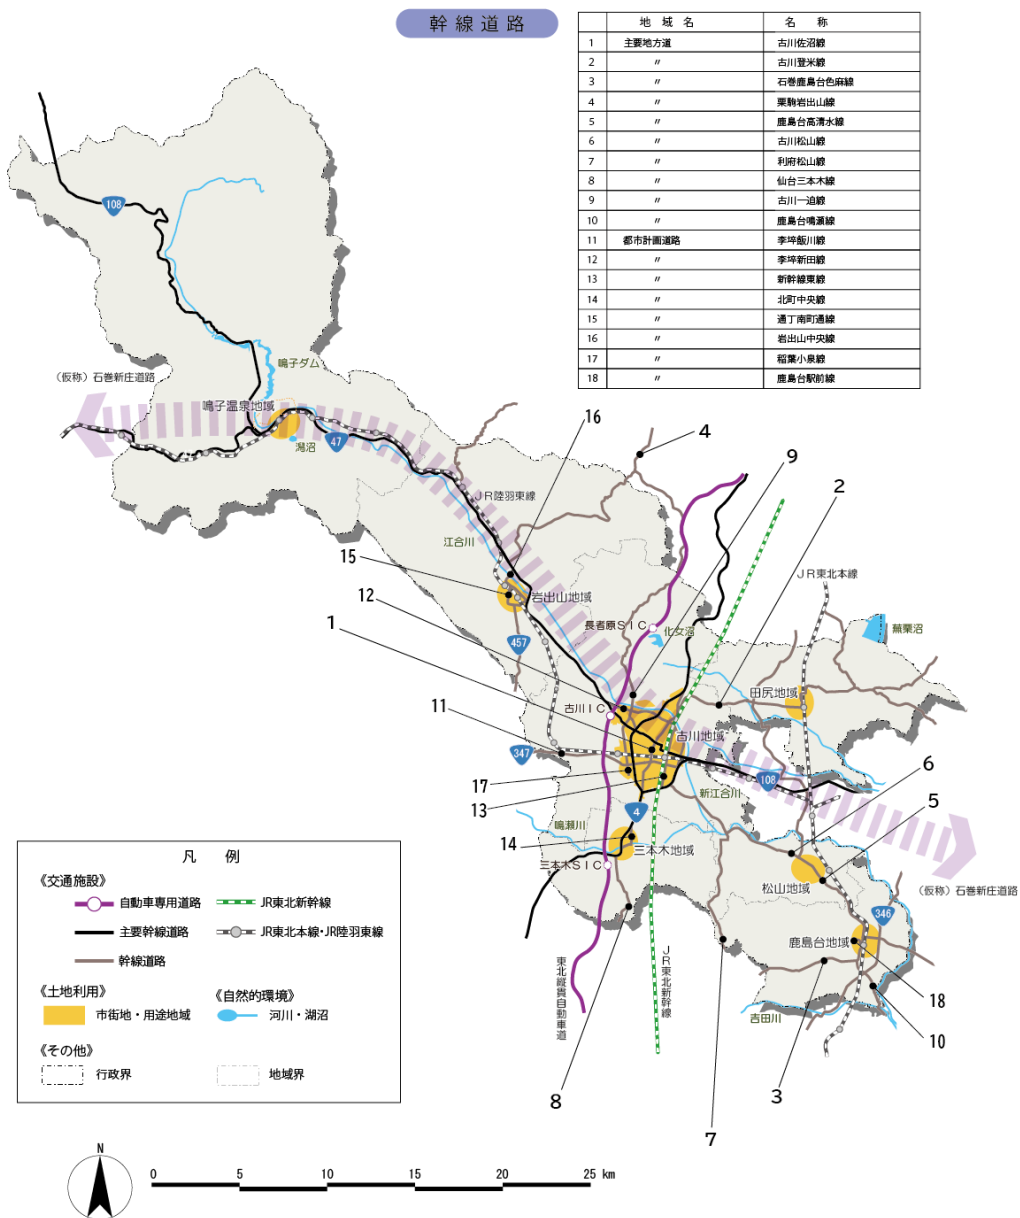 幹線道路
地域名 名称
1 主要地方道 古川佐沼線
2 〃 古川登米線
3 〃 石巻鹿島台色麻線
4 〃 栗駒岩出山線
5 〃 鹿島台高清水線
6 〃 古川松山線
7 〃 利府松山線
8 〃 仙台三本木線
9 〃 古川一迫線
10 〃 鹿島台鳴瀬線
11 都市計画道路 李埣飯川線
12 〃 李埣新田線
13 〃 新幹線東線
14 〃 北町中央線
15 〃 通丁南町通線
16 〃 岩出山中央線
17 〃 稲葉小泉線
18 〃 鹿島台駅前線
108
鳴子ダム
(仮称)石巻新庄道路
鳴子温泉地域
16
4
47
潟沼
9
2
JR陸羽東線
江合川
15
JR東北本線
12
岩出山地域
1
長者原SIC
化女沼
蕪栗沼
457
田尻地域
11
古川IC
古川地域
347
6
17
108
5
新江合川
13
4
鳴瀬川
14
三本木地域
三本木SIC
松山地域
(仮称)石巻新庄道路
346
鹿島台地域
東北縦貫自動車道
JR東北新幹線
18
吉田川
10
3
8
7
凡例
《交通施設》
自動車専用道路 JR東北新幹線
主要幹線道路 JR東北本線・JR陸羽東線
幹線道路
《土地利用》 《自然的環境》
市街地・用途地域 河川・湖沼
《その他》
行政界 地域界
N
0 5 10 15 20 25 km